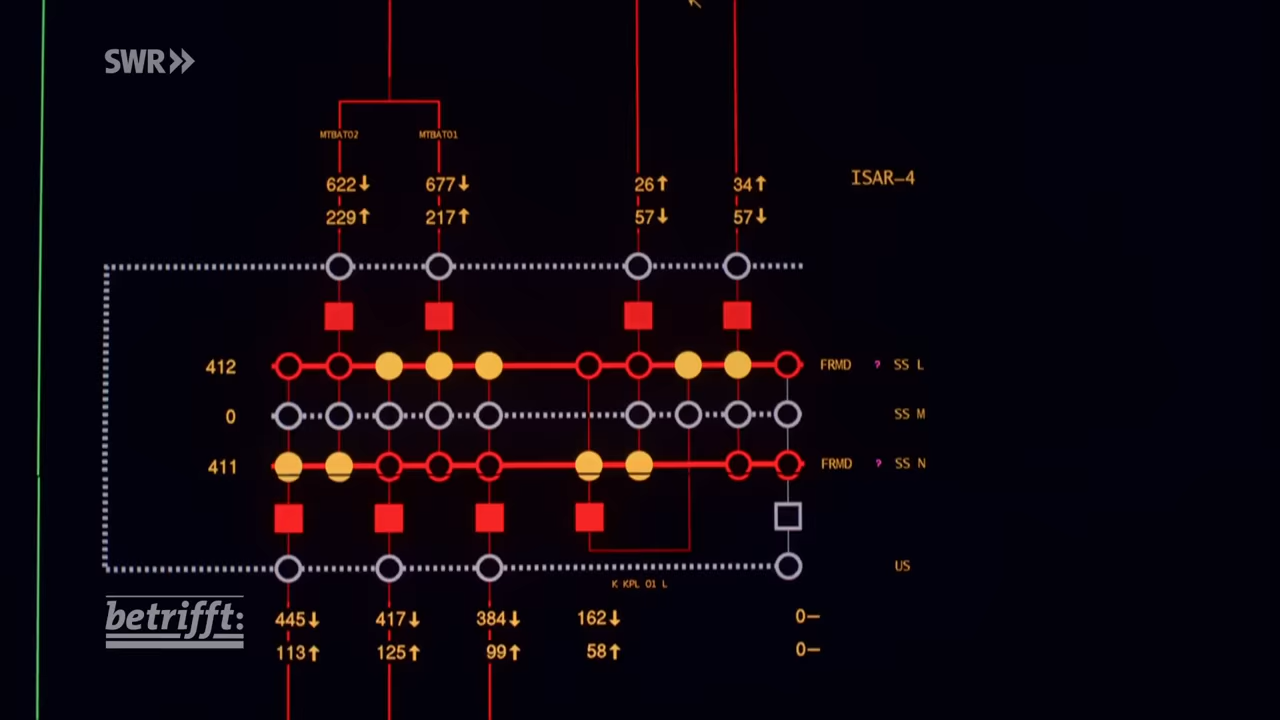 SWR»
MTBAT02 MTBAT01
622↓ 677↓ 26↑ 34↑ ISAR-4
229↑ 217↑ 57↓ 57↓
412 FRMD ? SS L
0 SS M
411 FRMD ? SS N
US
K KPL 01 L
betrifft:
445↓ 417↓ 384↓ 162↓ 0-
113↑ 125↑ 99↑ 58↑ 0-